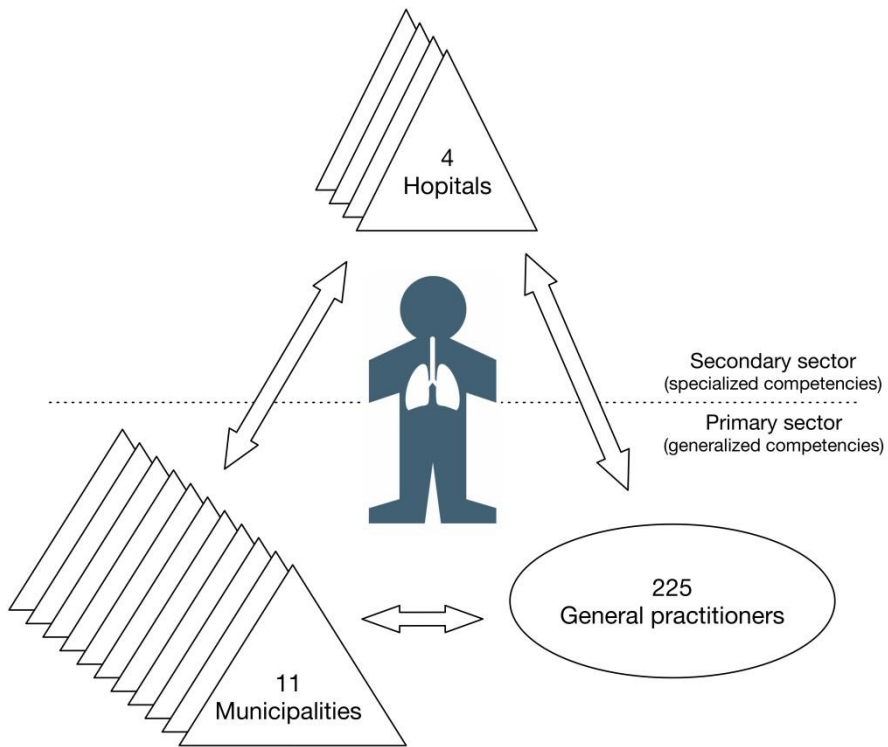 4
Hopitals
Secondary sector
(specialized competencies)
Primary sector
(generalized competencies)
225
General practitioners
11
Municipalities